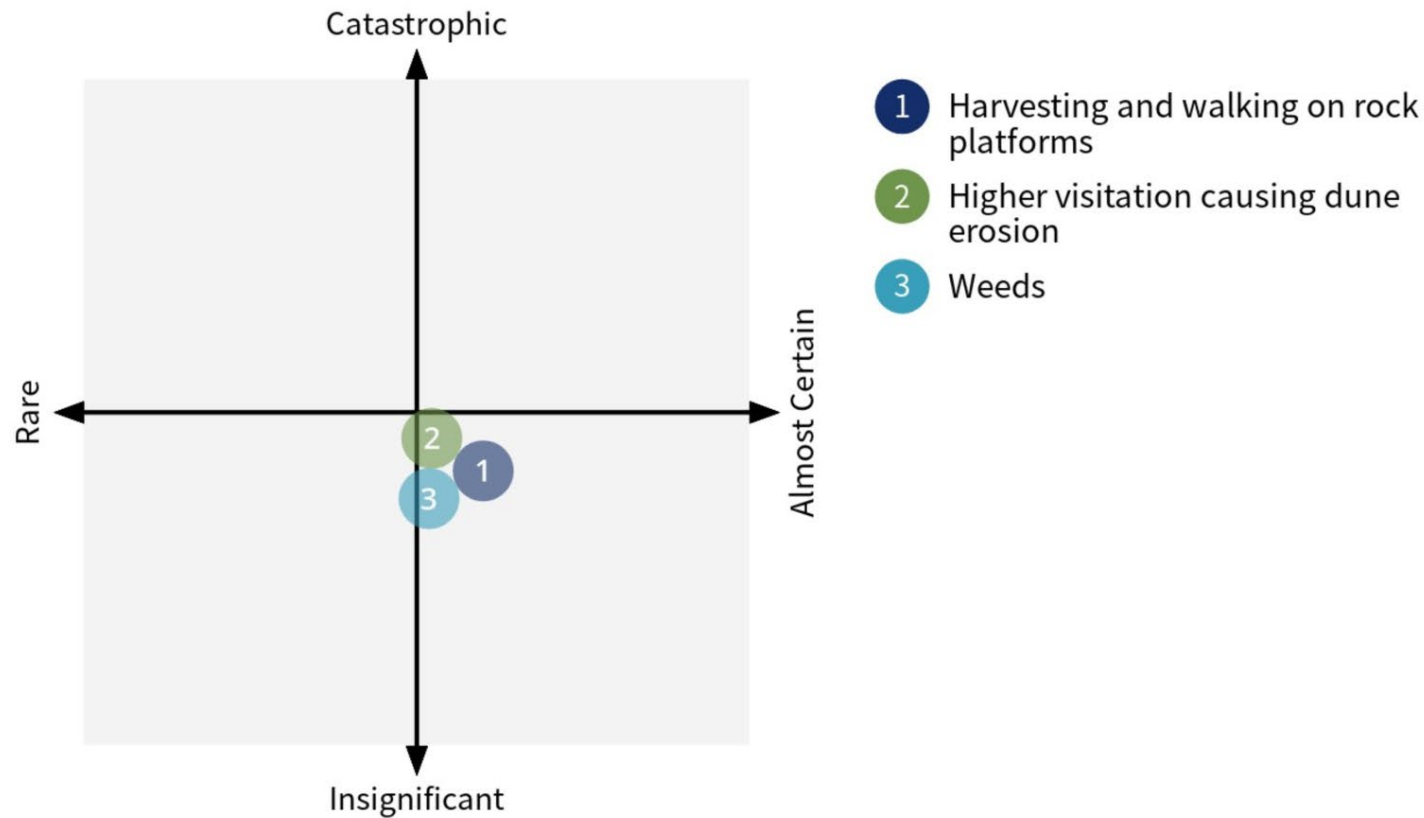 Catastrophic
1 Harvesting and walking on rock
platforms
2 Higher visitation causing dune
erosion
3 Weeds
Rare
Almost Certain
2
1
3
Insignificant